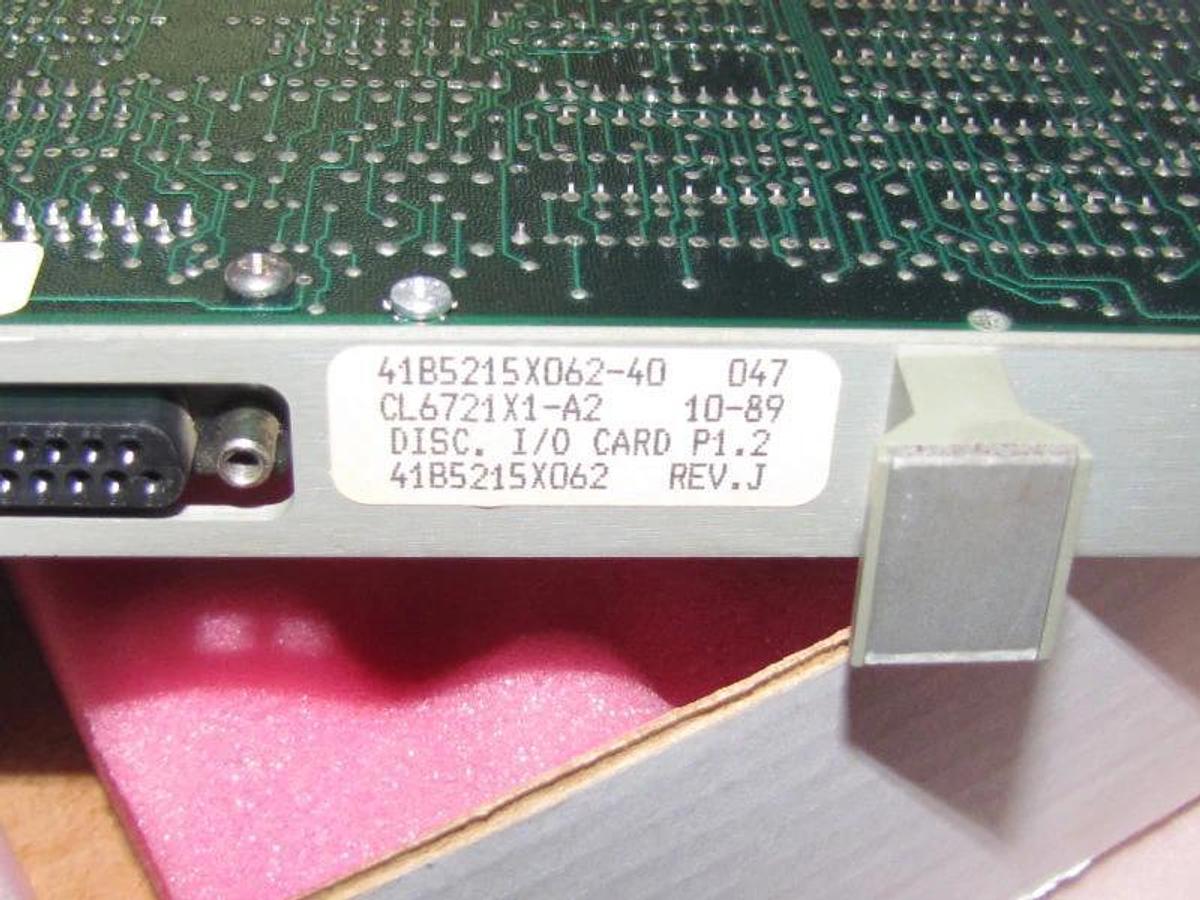 41B5215X062-40 047
CL6721X1-A2 10-89
DISC. I/O CARD P1.2
41B5215X062 REV.J